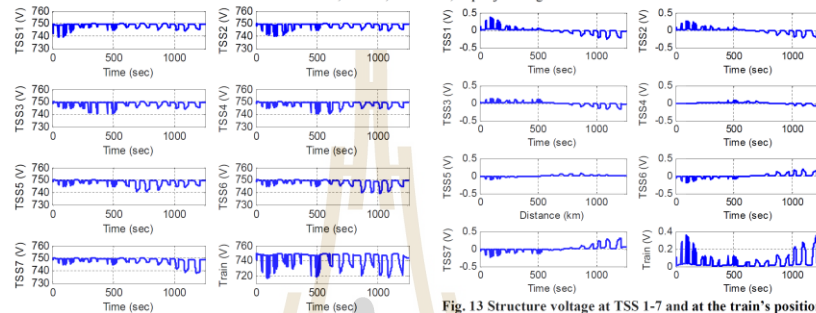 760
750
740
730
TSS1 (V)
0 500 1000
Time (sec)
760
750
740
730
TSS2 (V)
0 500 1000
Time (sec)
760
750
740
730
TSS3 (V)
0 500 1000
Time (sec)
760
750
740
730
TSS4 (V)
0 500 1000
Time (sec)
760
750
740
730
TSS5 (V)
0 500 1000
Time (sec)
760
750
740
730
TSS6 (V)
0 500 1000
Time (sec)
760
750
740
730
TSS7 (V)
0 500 1000
Time (sec)
760
740
720
Train (V)
0 500 1000
Time (sec)
0.5
0
-0.5
TSS1 (V)
0 500 1000
Time (sec)
0.5
0
-0.5
TSS2 (V)
0 500 1000
Time (sec)
0.5
0
-0.5
TSS3 (V)
0 500 1000
Time (sec)
0.5
0
-0.5
TSS4 (V)
0 500 1000
Time (sec)
0.5
0
-0.5
TSS5 (V)
0 500 1000
Distance (km)
0.5
0
-0.5
TSS6 (V)
0 500 1000
Time (sec)
0.5
0
-0.5
TSS7 (V)
0 500 1000
Time (sec)
0.4
0.2
0
Train (V)
0 500 1000
Time (sec)
Fig. 13 Structure voltage at TSS 1-7 and at the train's position